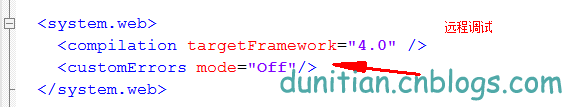 <system.web>
远程调试
<compilation targetFramework="4.0" />
<customErrors mode="Off"/>
</system.web>
dunitian.cnblogs.com